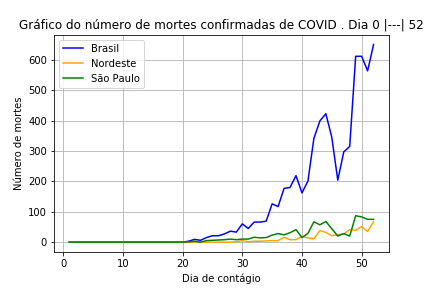 Gráfico do número de mortes confirmadas de COVID . Dia 0 |---| 52
Brasil
Nordeste
São Paulo
Número de mortes
600
500
400
300
200
100
0
0 10 20 30 40 50
Dia de contágio